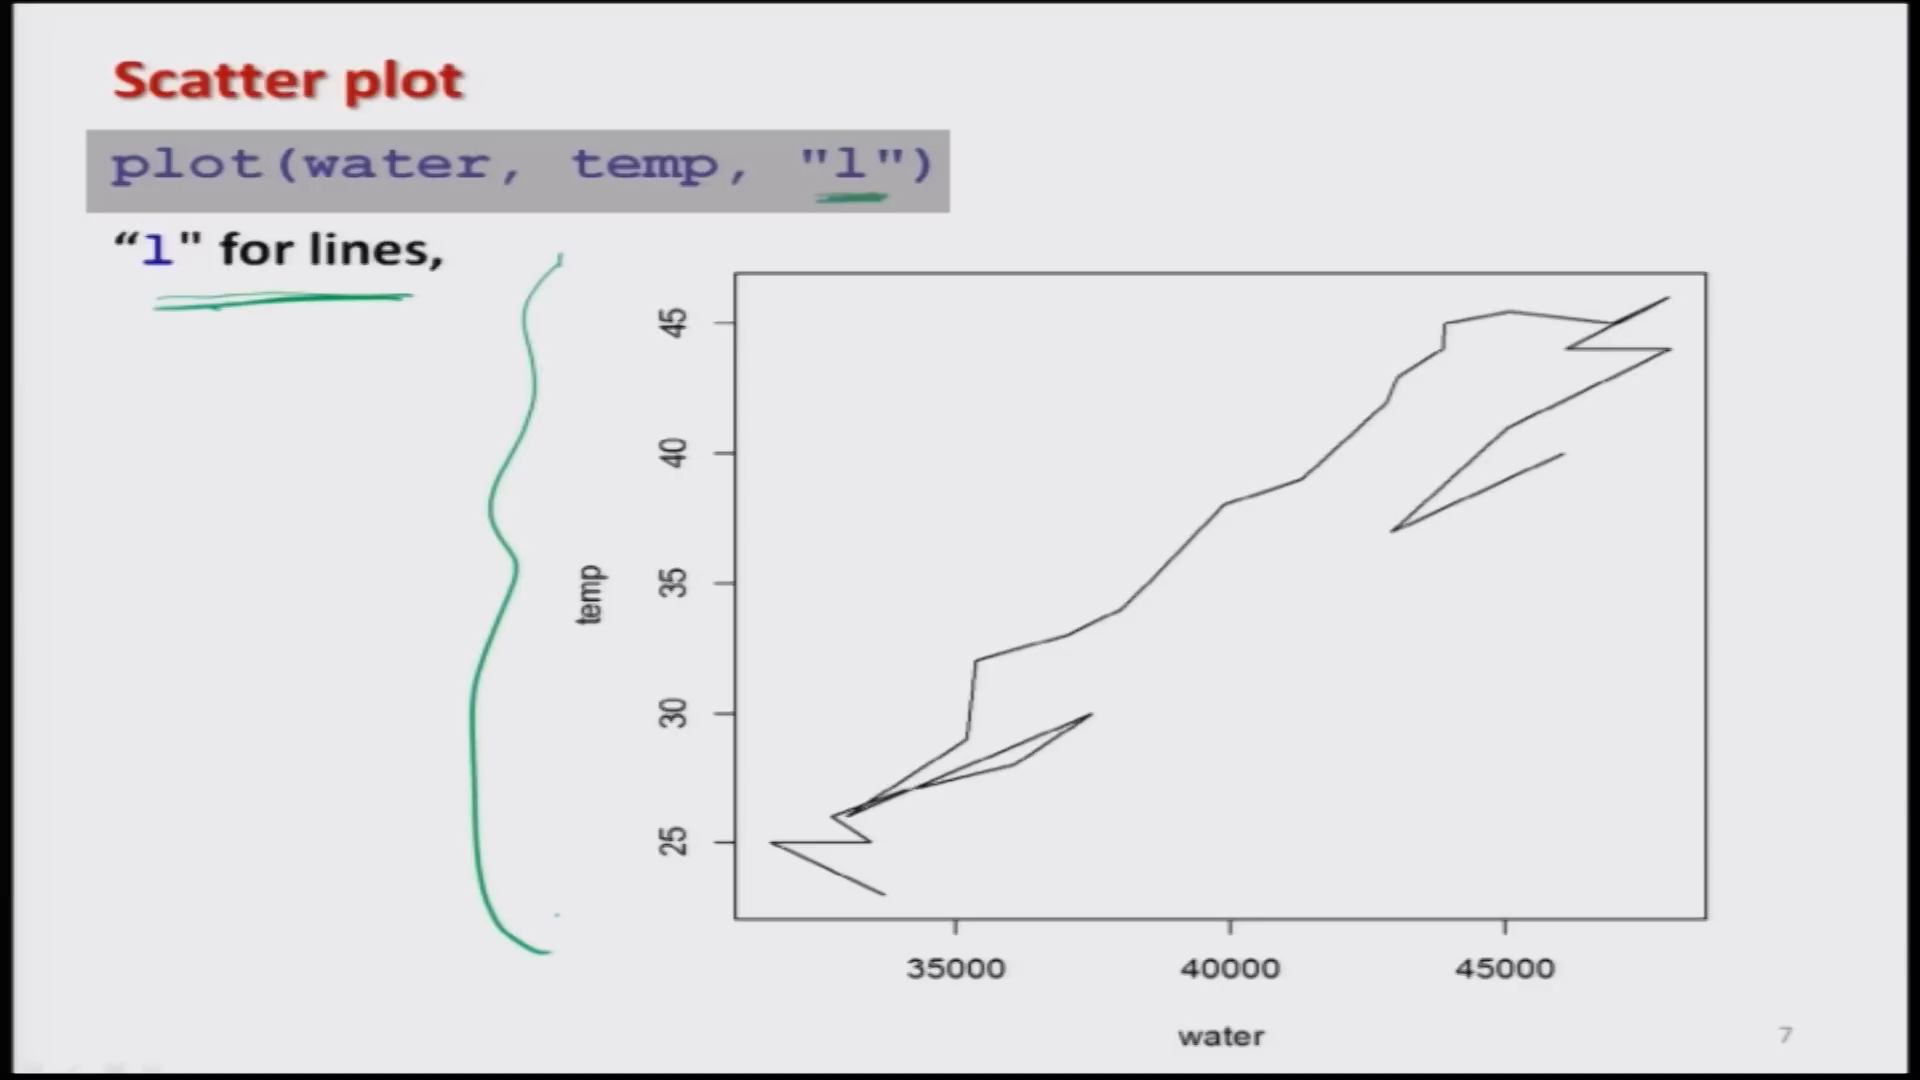 Scatter plot
plot(water, temp, "l")
“l" for lines,
45
40
35
30
25
temp
35000 40000 45000
water
7